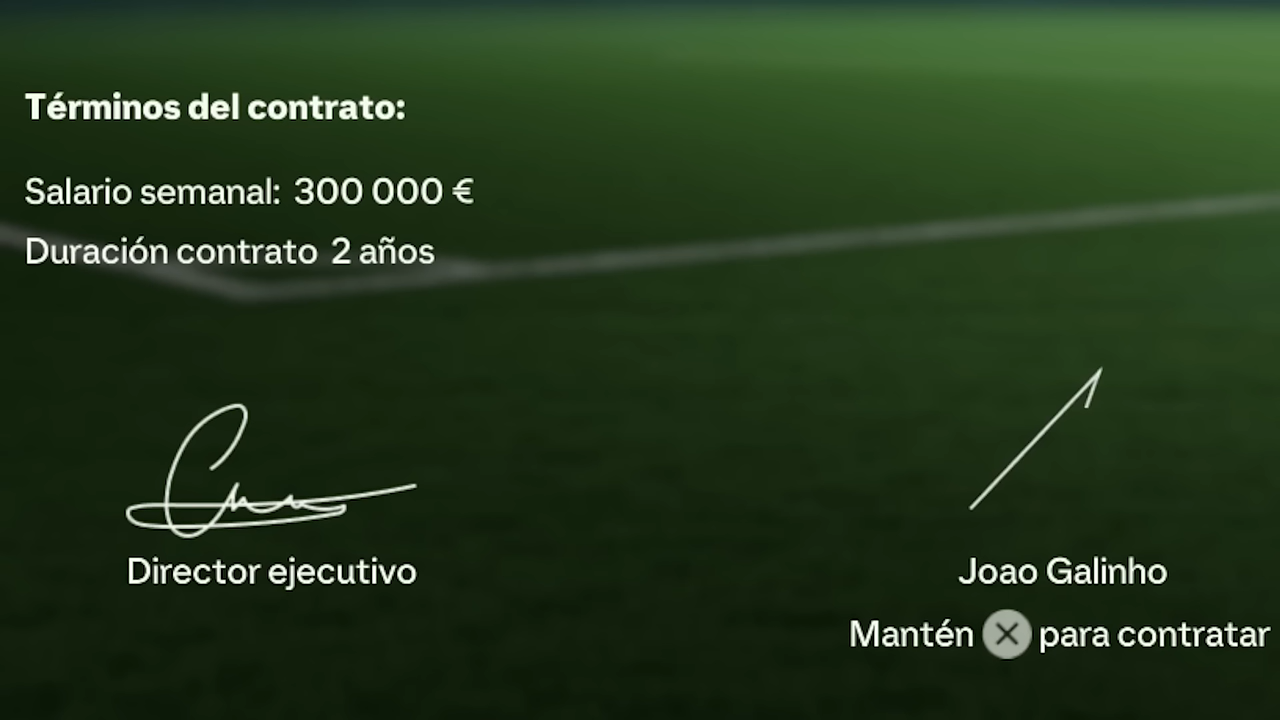 Términos del contrato:
Salario semanal: 300 000 €
Duración contrato 2 años
Director ejecutivo
Joao Galinho
Mantén para contratar